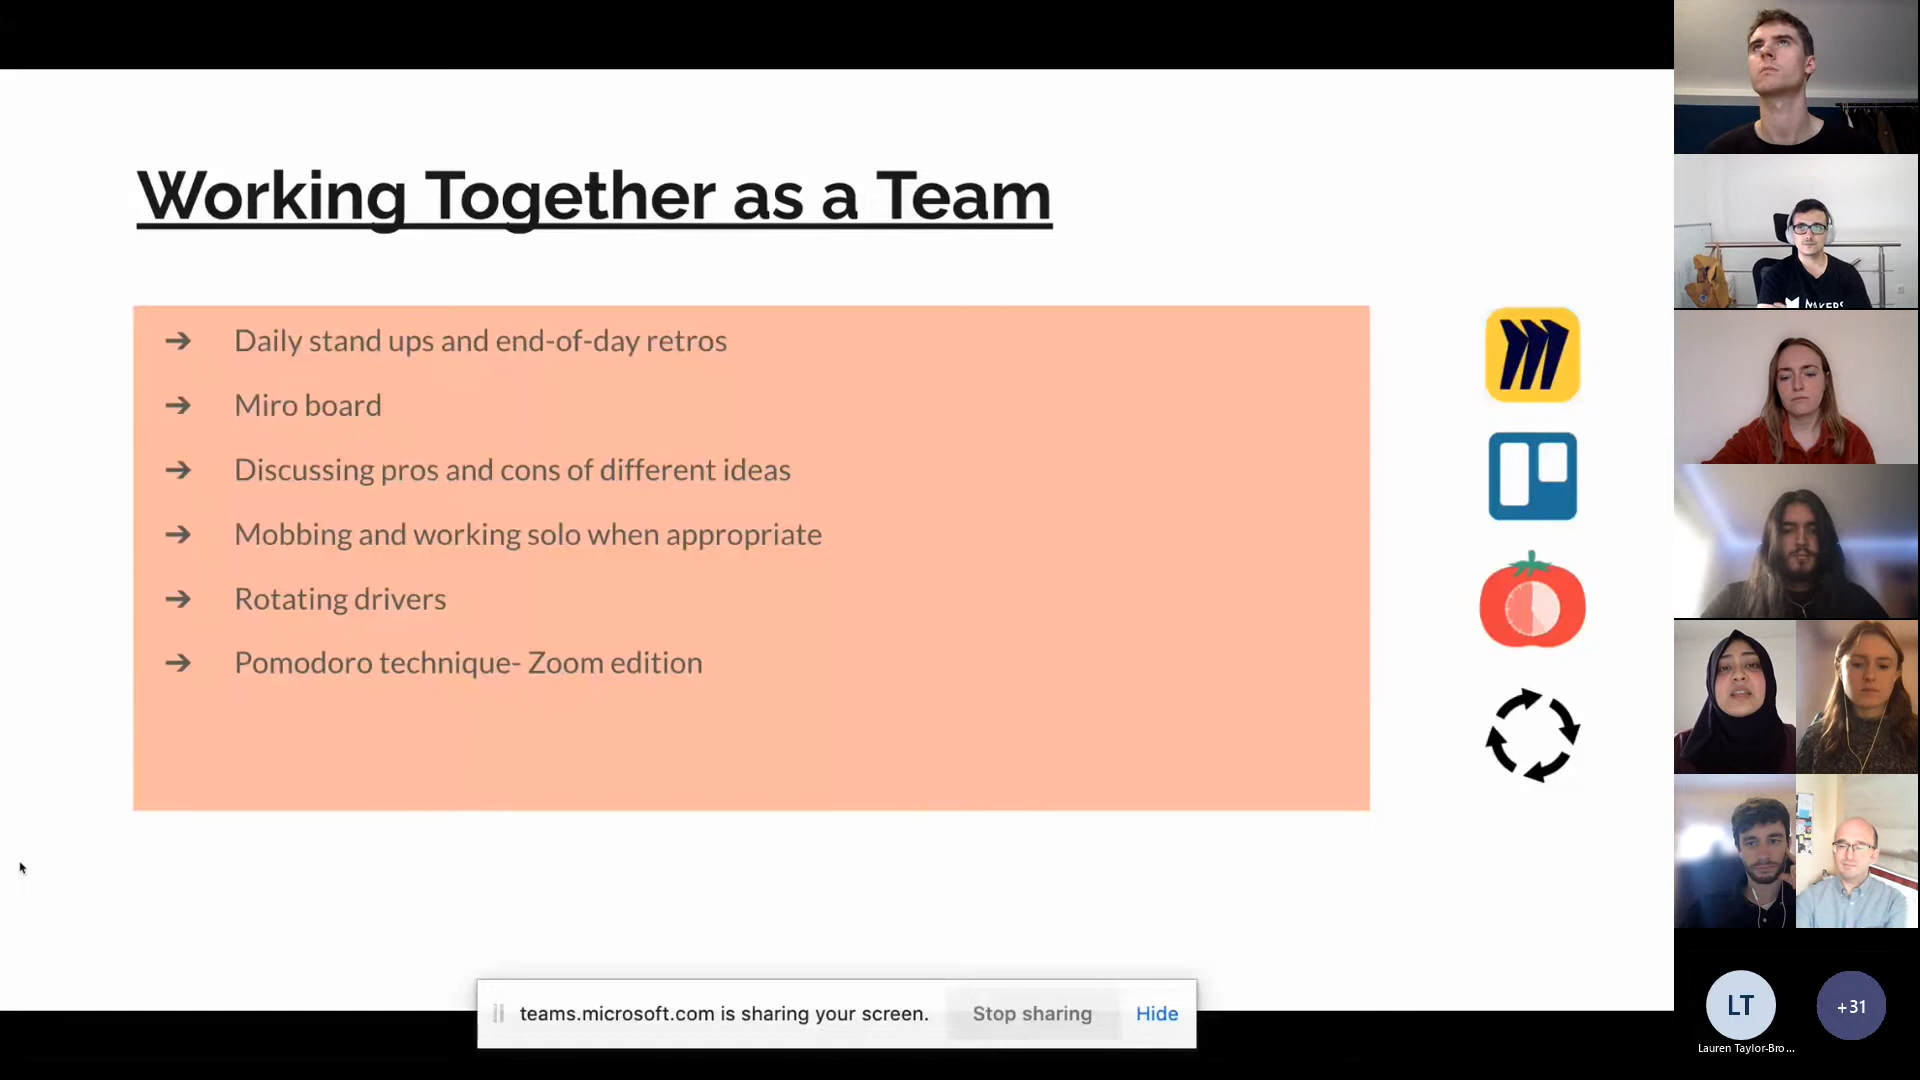 Working Together as a Team
➔ Daily stand ups and end-of-day retros
➔ Miro board
➔ Discussing pros and cons of different ideas
➔ Mobbing and working solo when appropriate
➔ Rotating drivers
➔ Pomodoro technique- Zoom edition
teams.microsoft.com is sharing your screen. Stop sharing Hide
MAKERS
LT
+31
Lauren Taylor-Bro...